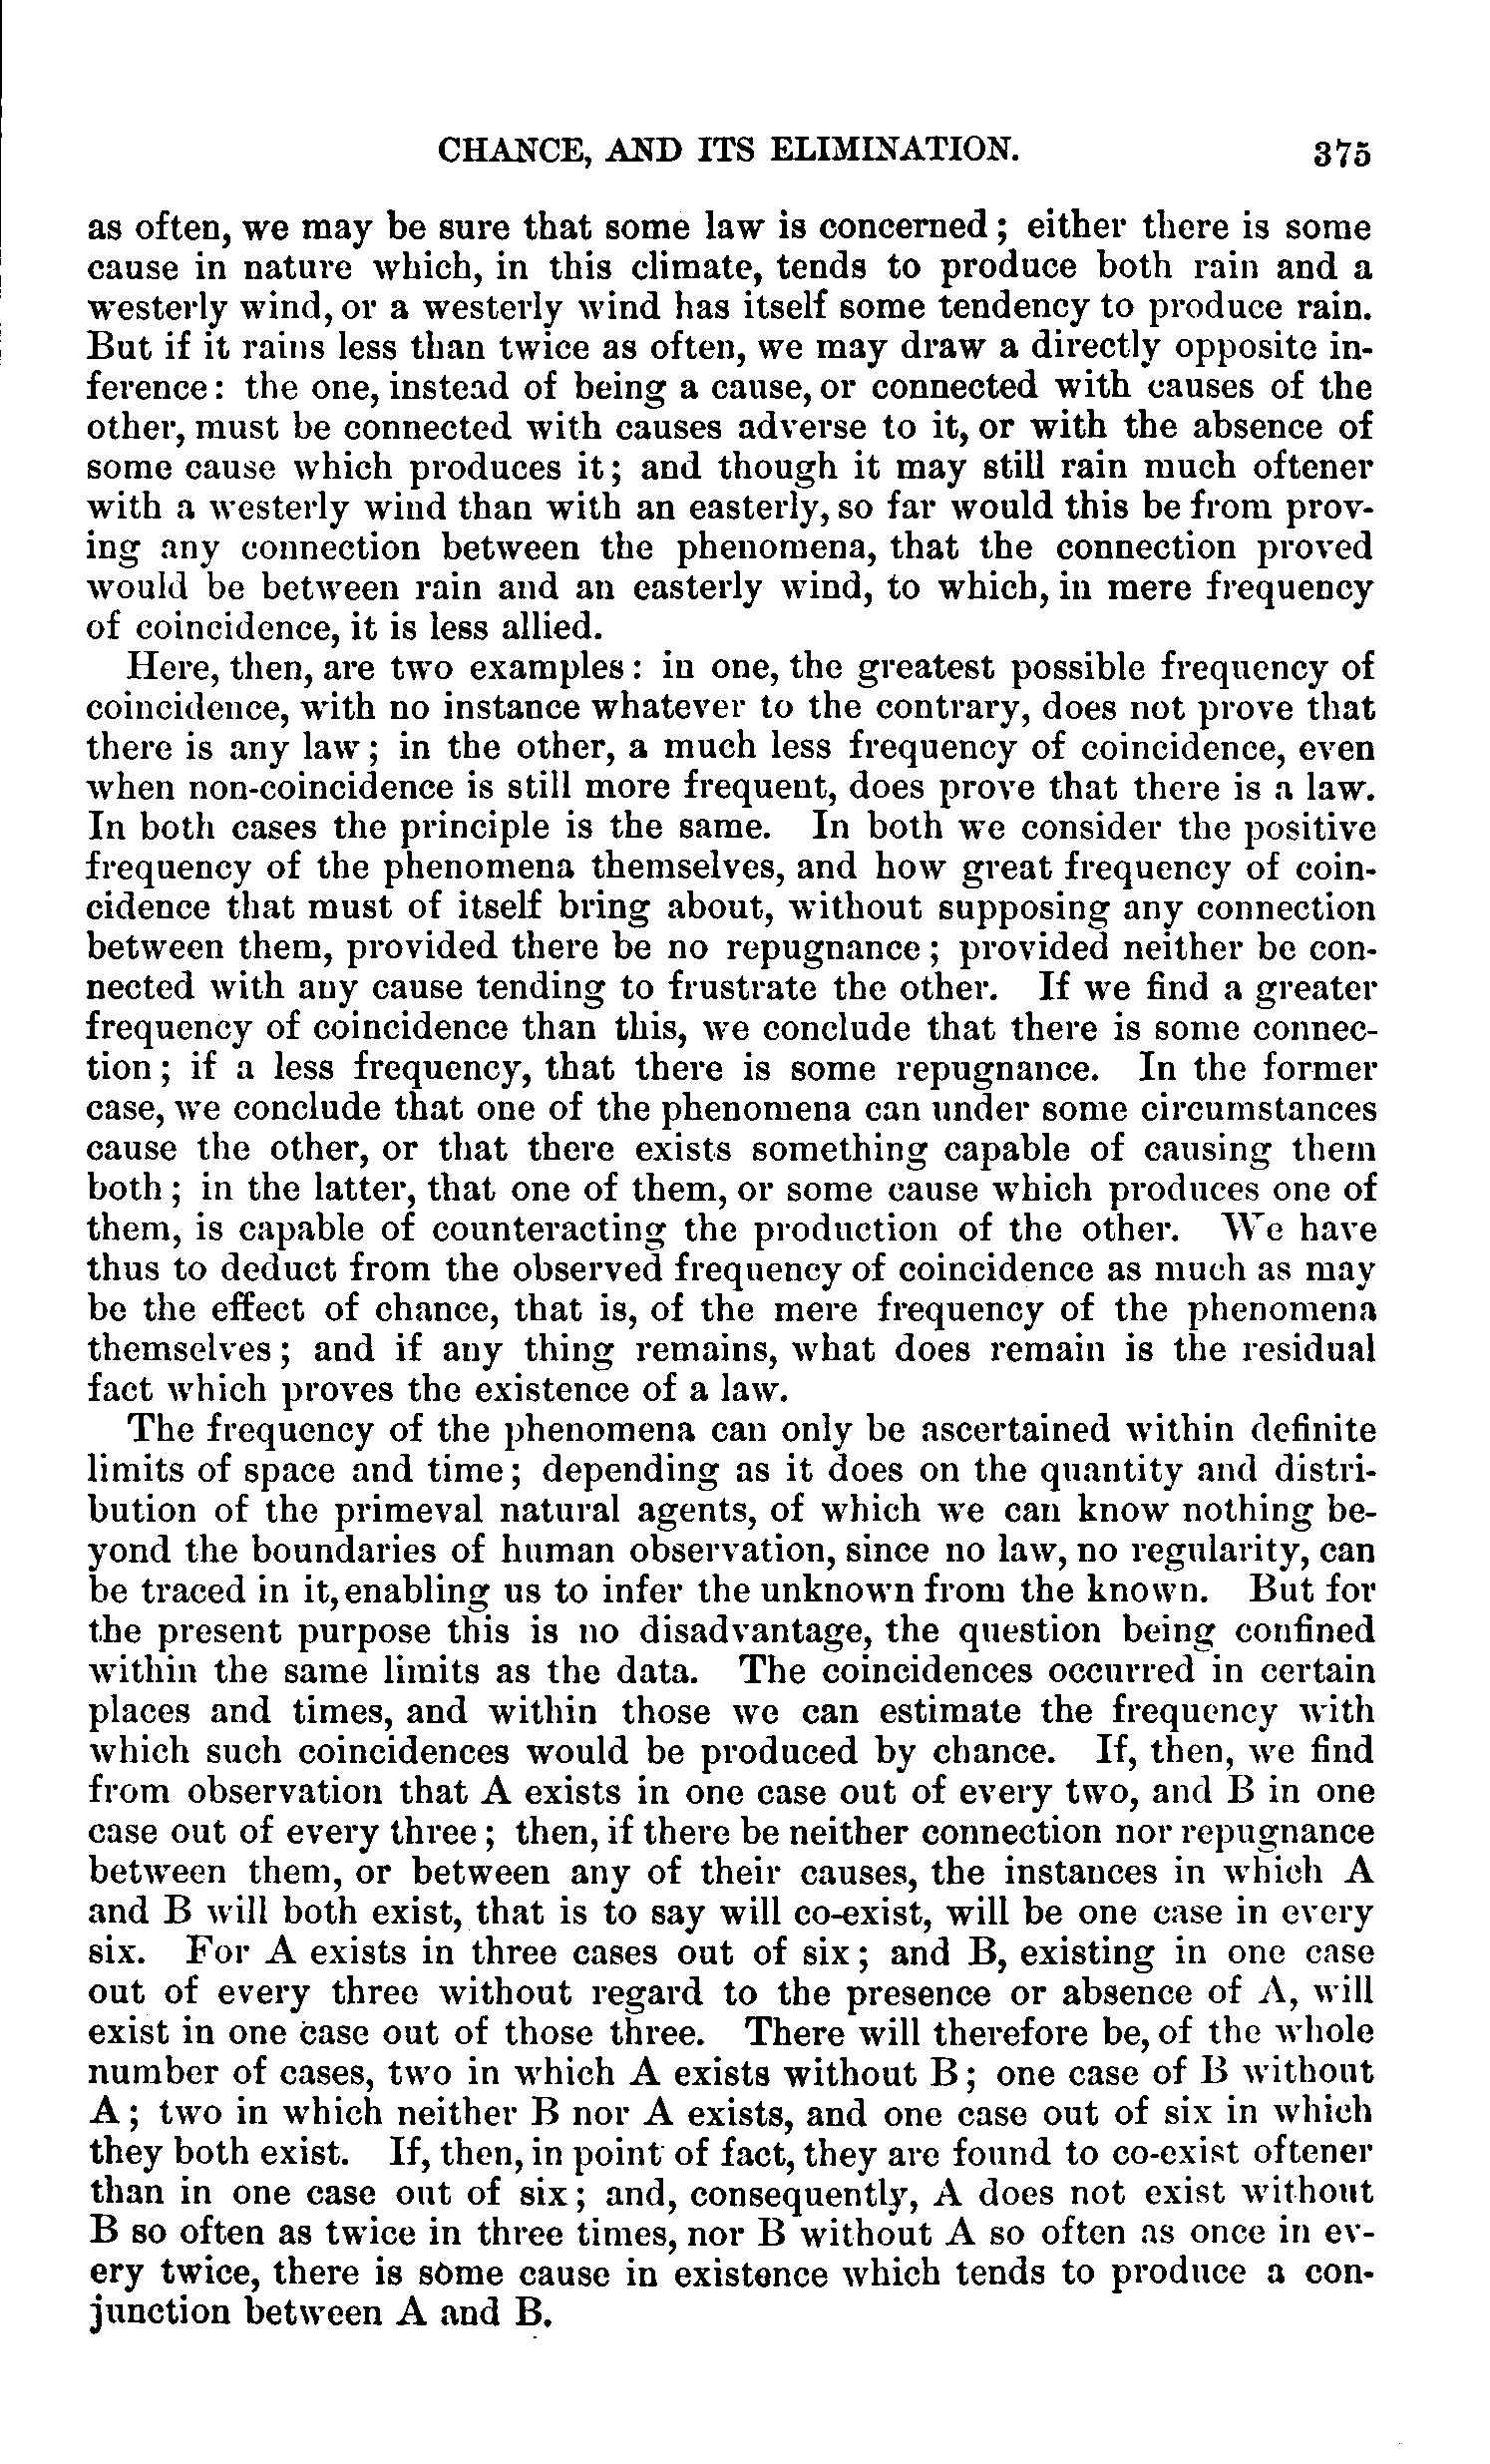 CHANCE, AND ITS ELIMINATION. 375
as often, we may be sure that some law is concerned; either there is some
cause in nature which, in this climate, tends to produce both rain and a
westerly wind, or a westerly wind has itself some tendency to produce rain.
But if it rains less than twice as often, we may draw a directly opposite in-
ference: the one, instead of being a cause, or connected with causes of the
other, must be connected with causes adverse to it, or with the absence of
some cause which produces it; and though it may still rain much oftener
with a westerly wind than with an easterly, so far would this be from prov-
ing any connection between the phenomena, that the connection proved
would be between rain and an easterly wind, to which, in mere frequency
of coincidence, it is less allied.
Here, then, are two examples: in one, the greatest possible frequency of
coincidence, with no instance whatever to the contrary, does not prove that
there is any law; in the other, a much less frequency of coincidence, even
when non-coincidence is still more frequent, does prove that there is a law.
In both cases the principle is the same. In both we consider the positive
frequency of the phenomena themselves, and how great frequency of coin-
cidence that must of itself bring about, without supposing any connection
between them, provided there be no repugnance; provided neither be con-
nected with any cause tending to frustrate the other. If we find a greater
frequency of coincidence than this, we conclude that there is some connec-
tion; if a less frequency, that there is some repugnance. In the former
case, we conclude that one of the phenomena can under some circumstances
cause the other, or that there exists something capable of causing them
both; in the latter, that one of them, or some cause which produces one of
them, is capable of counteracting the production of the other. We have
thus to deduct from the observed frequency of coincidence as much as may
be the effect of chance, that is, of the mere frequency of the phenomena
themselves; and if any thing remains, what does remain is the residual
fact which proves the existence of a law.
The frequency of the phenomena can only be ascertained within definite
limits of space and time; depending as it does on the quantity and distri-
bution of the primeval natural agents, of which we can know nothing be-
yond the boundaries of human observation, since no law, no regularity, can
be traced in it, enabling us to infer the unknown from the known. But for
the present purpose this is no disadvantage, the question being confined
within the same limits as the data. The coincidences occurred in certain
places and times, and within those we can estimate the frequency with
which such coincidences would be produced by chance. If, then, we find
from observation that A exists in one case out of every two, and B in one
case out of every three; then, if there be neither connection nor repugnance
between them, or between any of their causes, the instances in which A
and B will both exist, that is to say will co-exist, will be one case in every
six. For A exists in three cases out of six; and B, existing in one case
out of every three without regard to the presence or absence of A, will
exist in one case out of those three. There will therefore be, of the whole
number of cases, two in which A exists without B; one case of B without
A; two in which neither B nor A exists, and one case out of six in which
they both exist. If, then, in point of fact, they are found to co-exist oftener
than in one case out of six; and, consequently, A does not exist without
B so often as twice in three times, nor B without A so often as once in ev-
ery twice, there is some cause in existence which tends to produce a con-
junction between A and B.